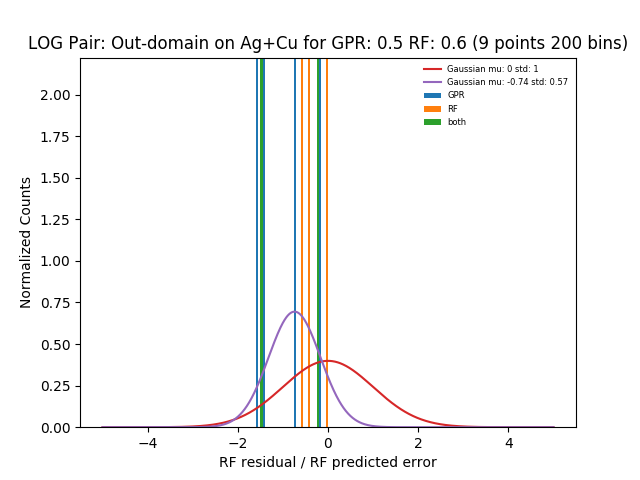 LOG Pair: Out-domain on Ag+Cu for GPR: 0.5 RF: 0.6 (9 points 200 bins)
Gaussian mu: 0 std: 1
Gaussian mu: -0.74 std: 0.57
GPR
RF
both
Normalized Counts
2.00
1.75
1.50
1.25
1.00
0.75
0.50
0.25
0.00
−4
−2
0
2
4
RF residual / RF predicted error